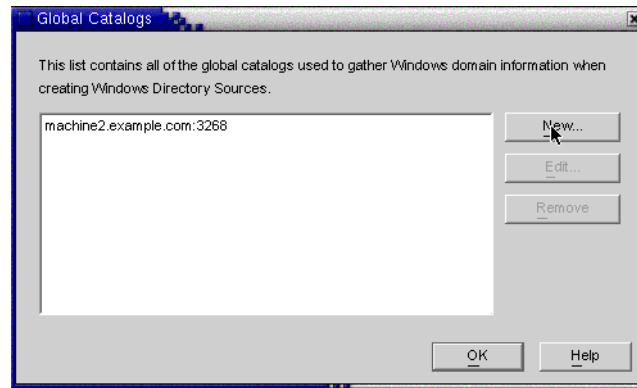 Global Catalogs
This list contains all of the global catalogs used to gather Windows domain information when
creating Windows Directory Sources.
machine2.example.com:3268
New...
Edit...
Remove
OK
Help